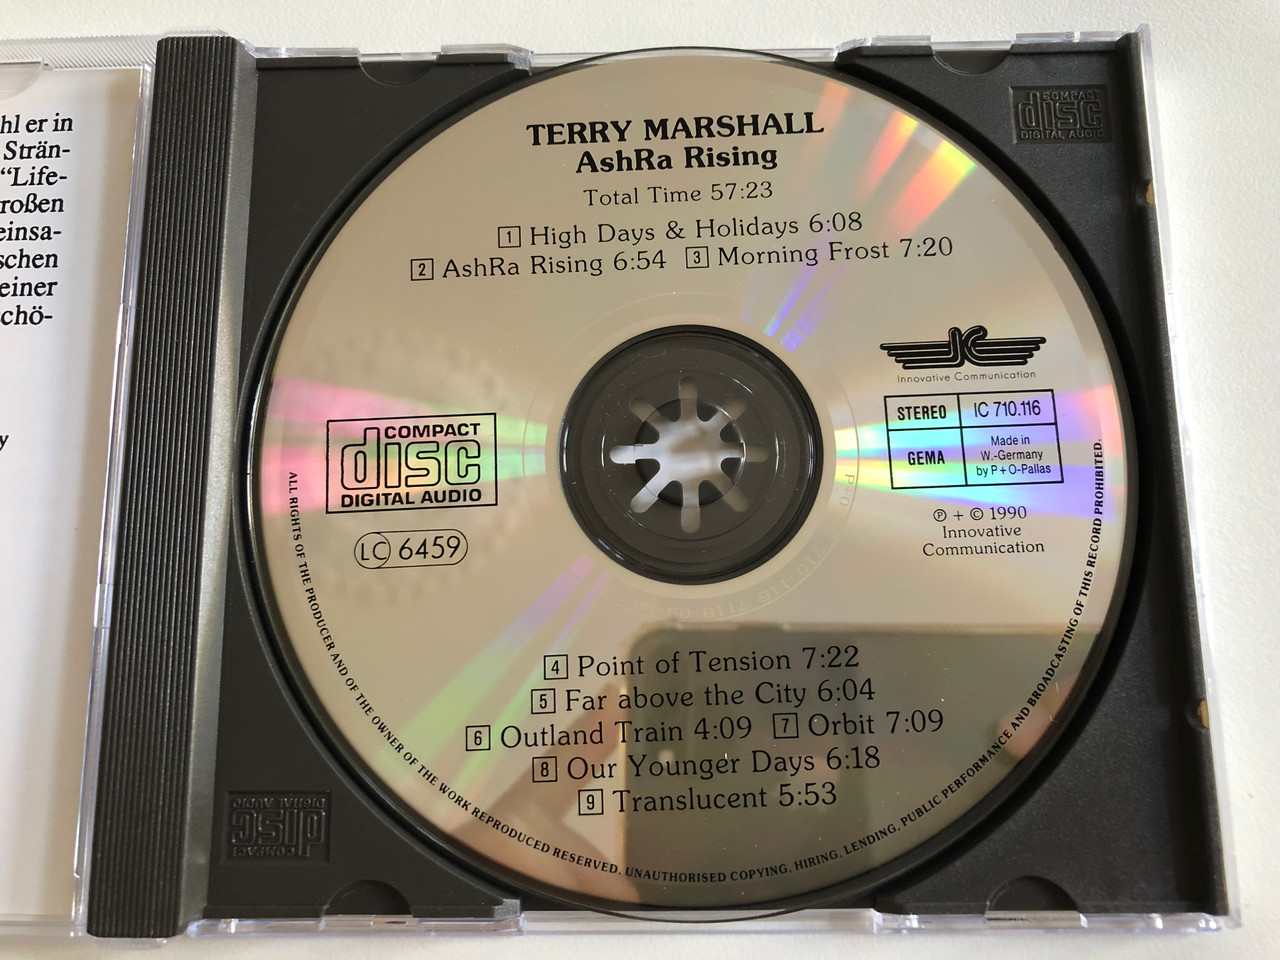 hl er in
Strän-
“Life-
roßen
einsa-
schen
einer
schö-
y
TERRY MARSHALL
AshRa Rising
Total Time 57:23
1 High Days & Holidays 6:08
2 AshRa Rising 6:54 3 Morning Frost 7:20
COMPACT
disc
DIGITAL AUDIO
LC 6459
IC
Innovative Communication
STEREO IC 710.116
GEMA Made in
W.-Germany
by P+O-Pallas
℗ + © 1990
Innovative
Communication
4 Point of Tension 7:22
5 Far above the City 6:04
6 Outland Train 4:09 7 Orbit 7:09
8 Our Younger Days 6:18
9 Translucent 5:53
ALL RIGHTS OF THE PRODUCER AND OF THE OWNER OF THE WORK REPRODUCED RESERVED. UNAUTHORISED COPYING, HIRING, LENDING, PUBLIC PERFORMANCE AND BROADCASTING OF THIS RECORD PROHIBITED.
P+O
COMPACT
disc
DIGITAL AUDIO
COMPACT
disc
DIGITAL AUDIO